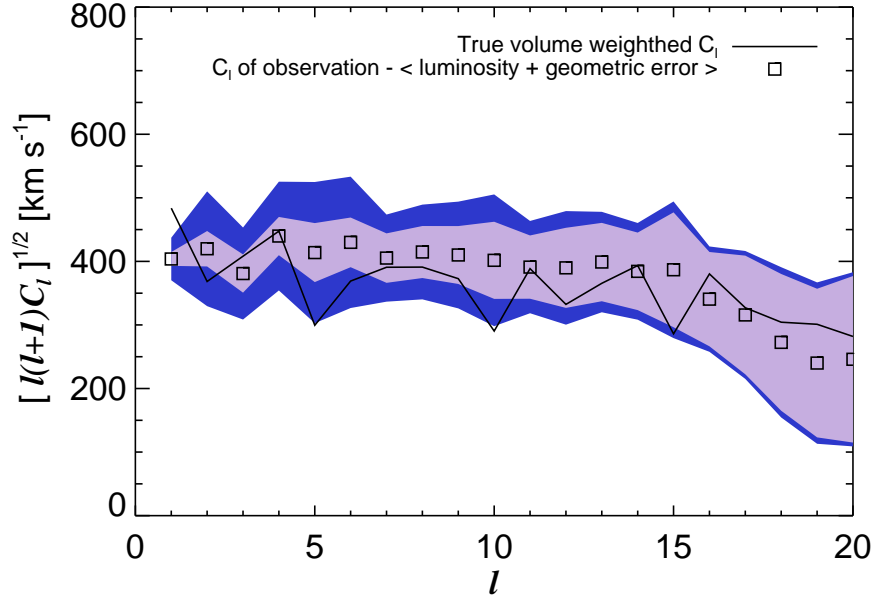 800
600
400
200
0
[ l(l+1)C_l ]^{1/2} [km s^{-1}]
True volume weighthed C_l
C_l of observation - < luminosity + geometric error >
0 5 10 15 20
l